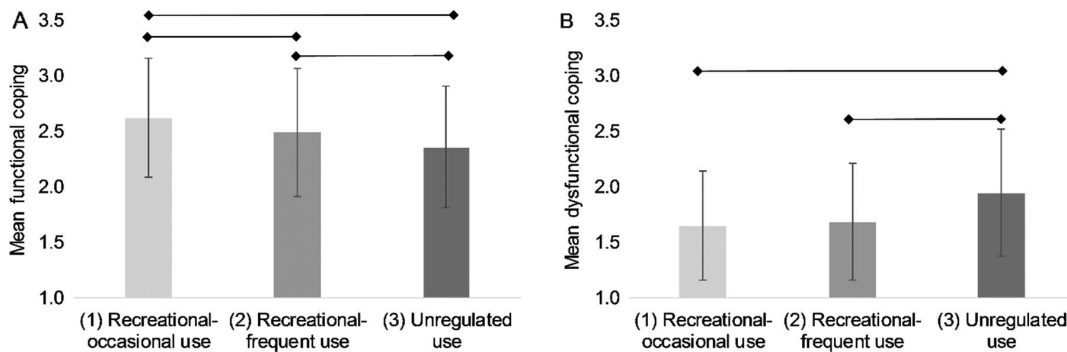 A
Mean functional coping
3.5
3.0
2.5
2.0
1.5
1.0
(1) Recreational-
occasional use
(2) Recreational-
frequent use
(3) Unregulated
use
B
Mean dysfunctional coping
3.5
3.0
2.5
2.0
1.5
1.0
(1) Recreational-
occasional use
(2) Recreational-
frequent use
(3) Unregulated
use